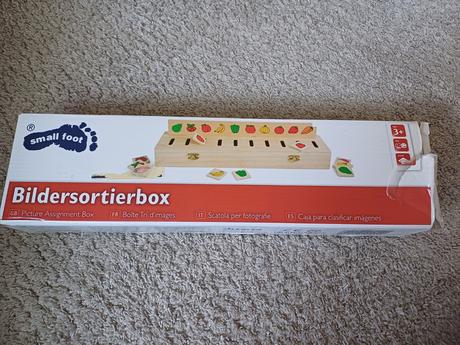 ®
small foot
3+
Bildersortierbox
GB Picture Assignment Box FR Boîte Tri d'images IT Scatola per fotografie ES Caja para clasificar imágenes